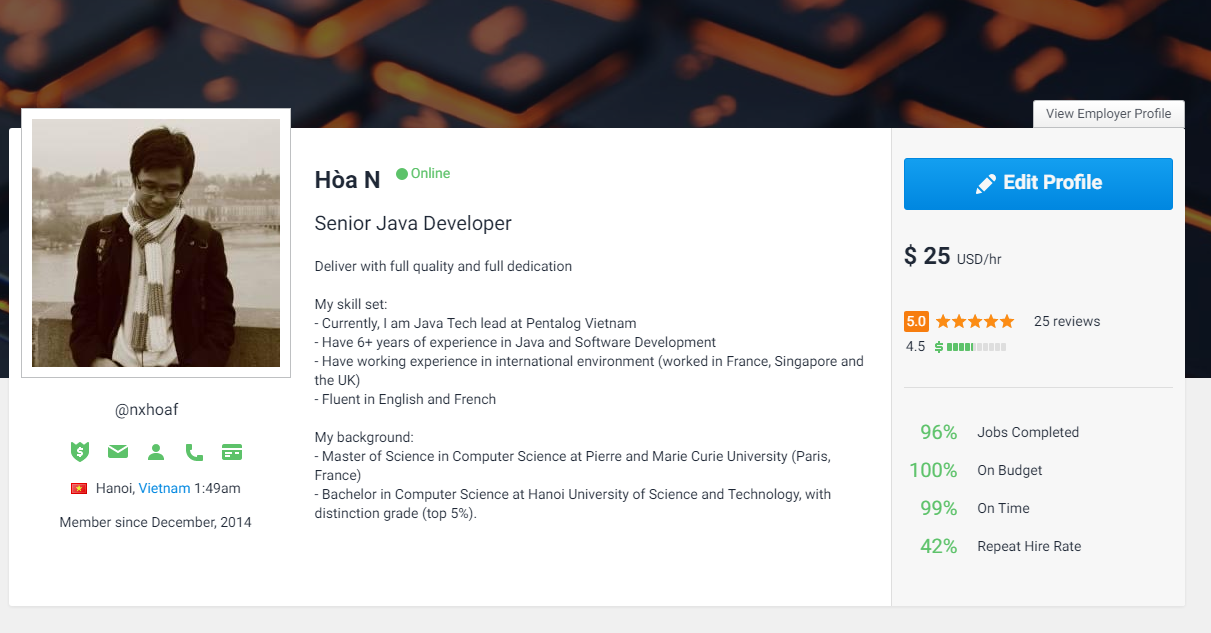 View Employer Profile
Hòa N
Online
Senior Java Developer
Deliver with full quality and full dedication
My skill set:
- Currently, I am Java Tech lead at Pentalog Vietnam
- Have 6+ years of experience in Java and Software Development
- Have working experience in international environment (worked in France, Singapore and
the UK)
- Fluent in English and French
My background:
- Master of Science in Computer Science at Pierre and Marie Curie University (Paris,
France)
- Bachelor in Computer Science at Hanoi University of Science and Technology, with
distinction grade (top 5%).
@nxhoaf
Hanoi, Vietnam 1:49am
Member since December, 2014
Edit Profile
$ 25 USD/hr
5.0 25 reviews
4.5 $
96% Jobs Completed
100% On Budget
99% On Time
42% Repeat Hire Rate